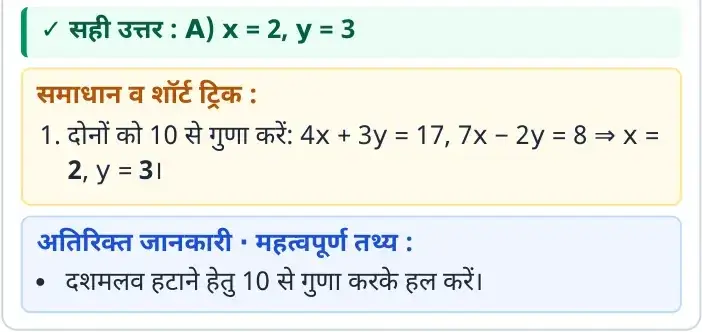 ✓ सही उत्तर : A) x = 2, y = 3
समाधान व शॉर्ट ट्रिक :
1. दोनों को 10 से गुणा करें: 4x + 3y = 17, 7x − 2y = 8 ⇒ x =
2, y = 3।
अतिरिक्त जानकारी · महत्वपूर्ण तथ्य :
• दशमलव हटाने हेतु 10 से गुणा करके हल करें।